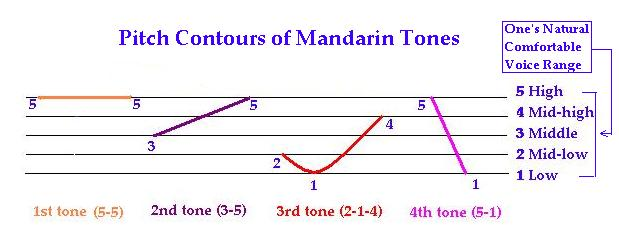 Pitch Contours of Mandarin Tones
One's Natural
Comfortable
Voice Range
5 High
4 Mid-high
3 Middle
2 Mid-low
1 Low
5 5
3 5
2 1 4
5 1
1st tone (5-5) 2nd tone (3-5) 3rd tone (2-1-4) 4th tone (5-1)